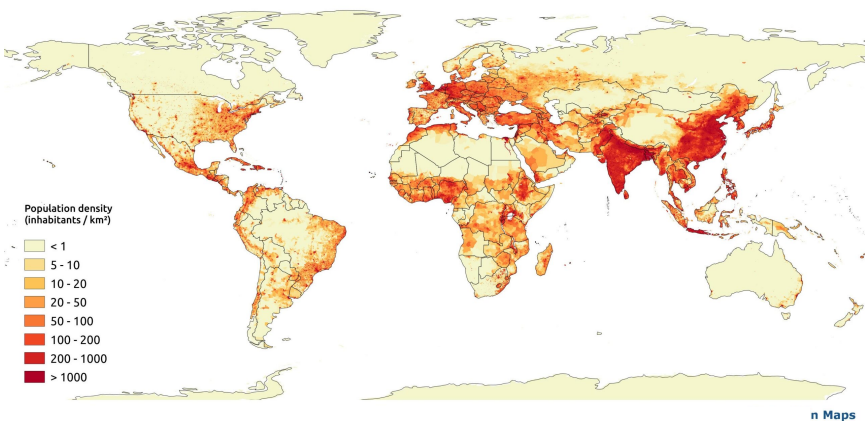 Population density
(inhabitants / km²)
< 1
5 - 10
10 - 20
20 - 50
50 - 100
100 - 200
200 - 1000
> 1000
n Maps